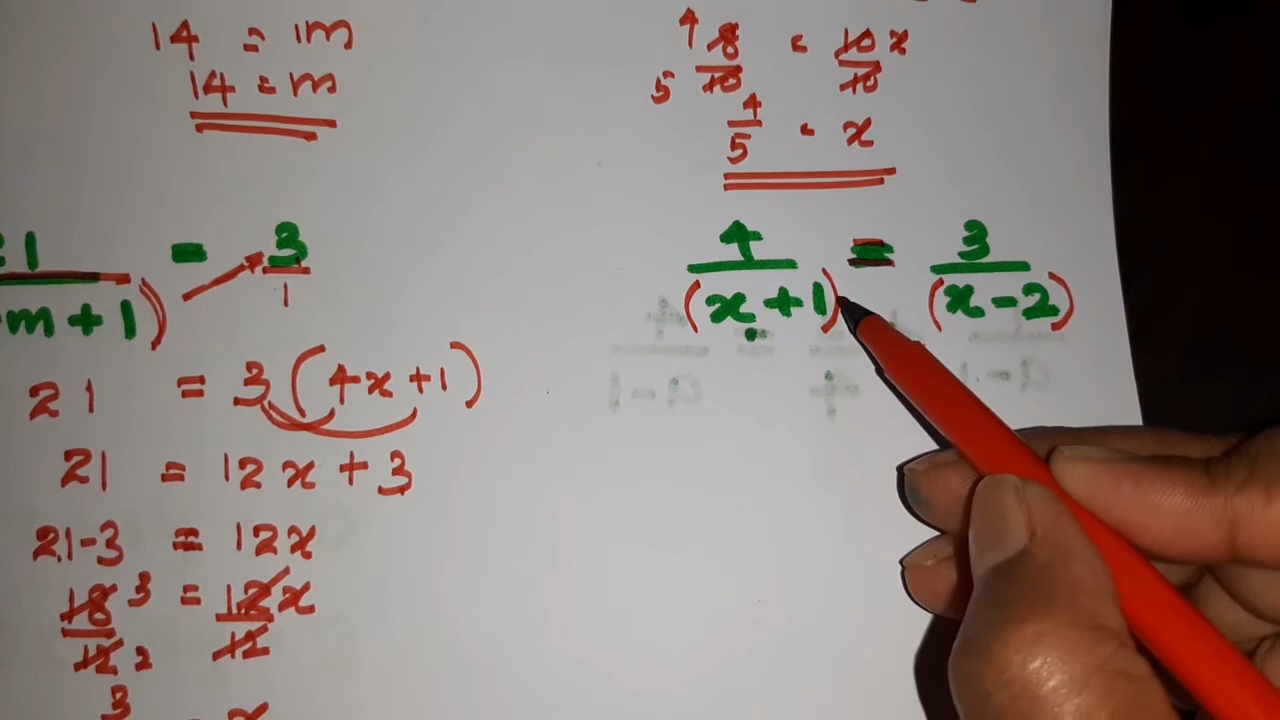 14 = 1m
14 = m
21 = 3
m + 1) 1
21 = 3 (4x + 1)
21 = 12x + 3
21 - 3 = 12x
18 3 = 12x
12 2 12
3 x
4 8 = 10 x
5 10 10
4 = x
5
4 = 3
(x + 1) (x - 2)